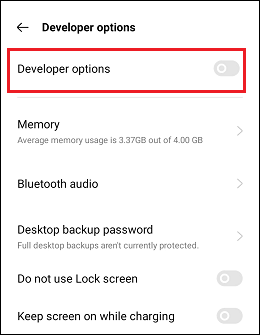 Developer options
Developer options
Memory
Average memory usage is 3.37GB out of 4.00 GB
Bluetooth audio
Desktop backup password
Full desktop backups aren't currently protected.
Do not use Lock screen
Keep screen on while charging